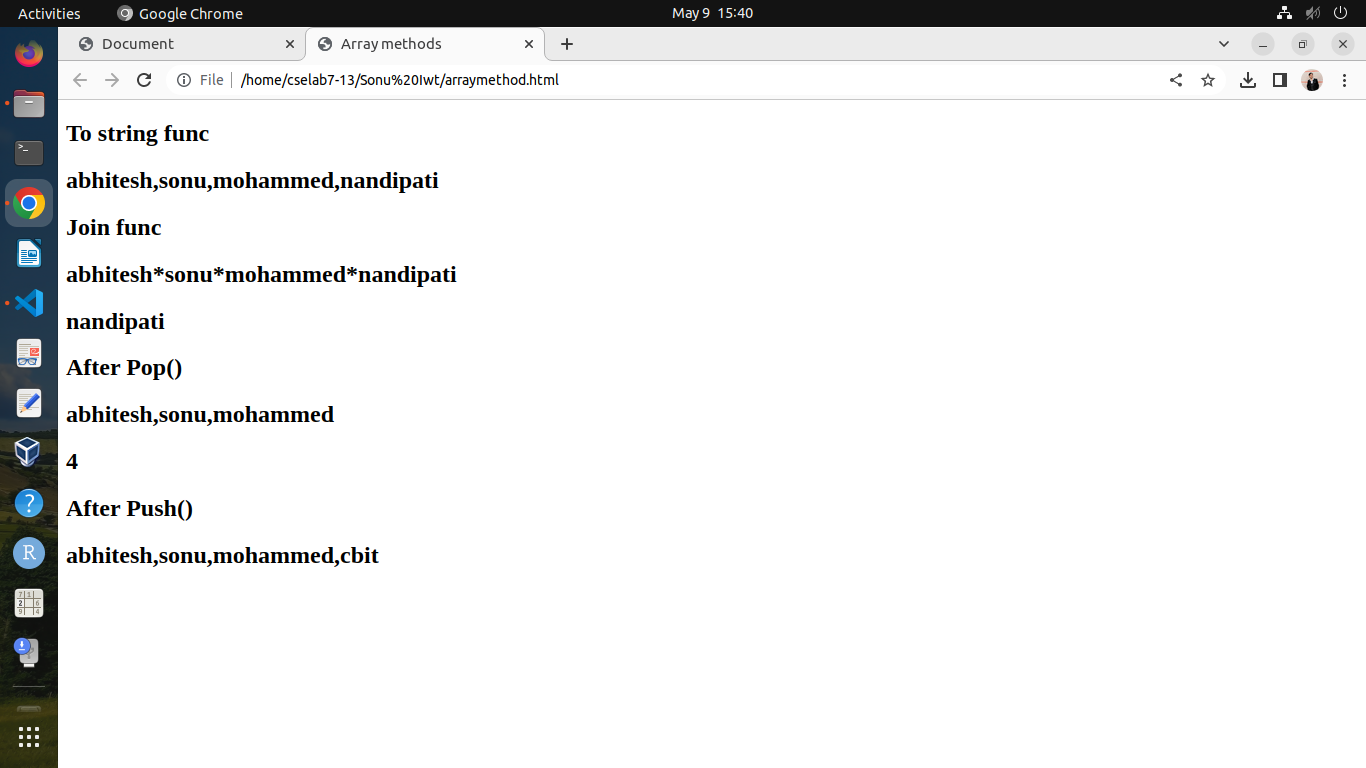 Activities Google Chrome May 9 15:40
Document Array methods
File /home/cselab7-13/Sonu%20Iwt/arraymethod.html
To string func
abhitesh,sonu,mohammed,nandipati
Join func
abhitesh*sonu*mohammed*nandipati
nandipati
After Pop()
abhitesh,sonu,mohammed
4
After Push()
abhitesh,sonu,mohammed,cbit